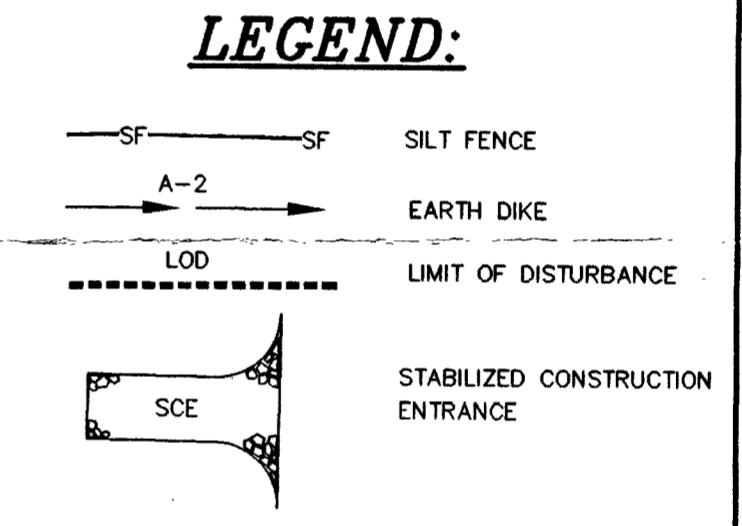 LEGEND:
SF SF SILT FENCE
A-2
EARTH DIKE
LOD
LIMIT OF DISTURBANCE
STABILIZED CONSTRUCTION
SCE
ENTRANCE